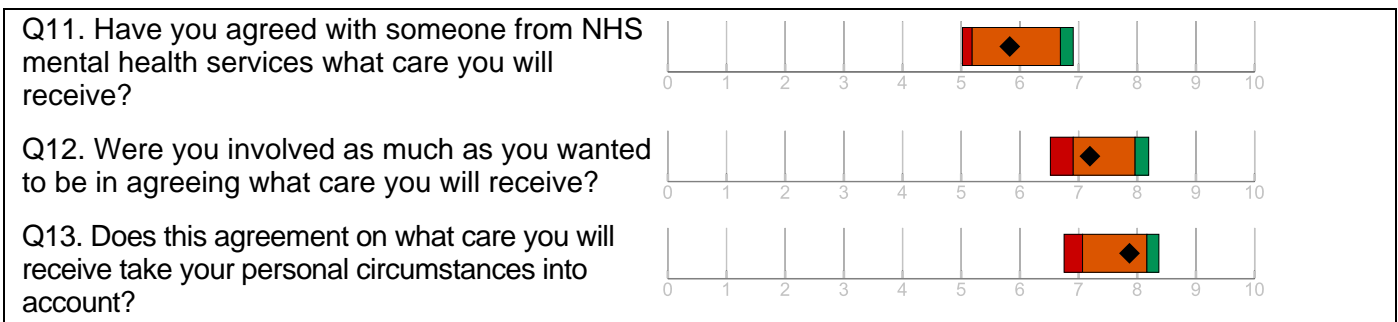 Q11. Have you agreed with someone from NHS
mental health services what care you will
receive?
0 1 2 3 4 5 6 7 8 9 10
Q12. Were you involved as much as you wanted
to be in agreeing what care you will receive?
0 1 2 3 4 5 6 7 8 9 10
Q13. Does this agreement on what care you will
receive take your personal circumstances into
account?
0 1 2 3 4 5 6 7 8 9 10